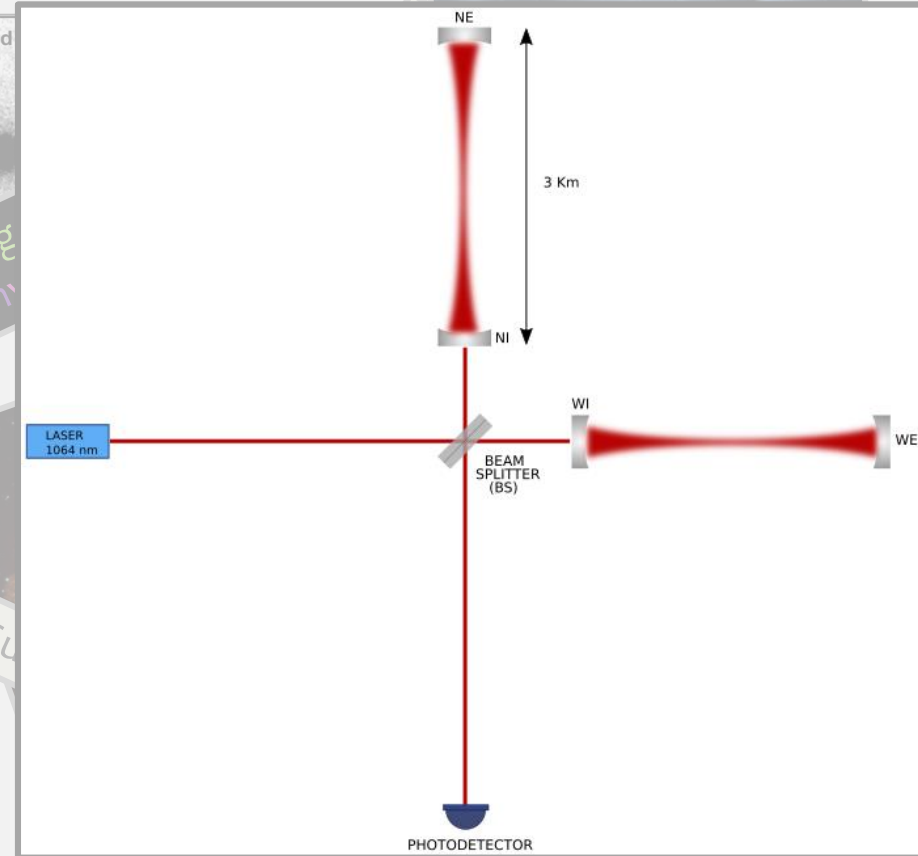 NE
3 Km
NI
WI
LASER
1064 nm
WE
BEAM
SPLITTER
(BS)
PHOTODETECTOR
d
g